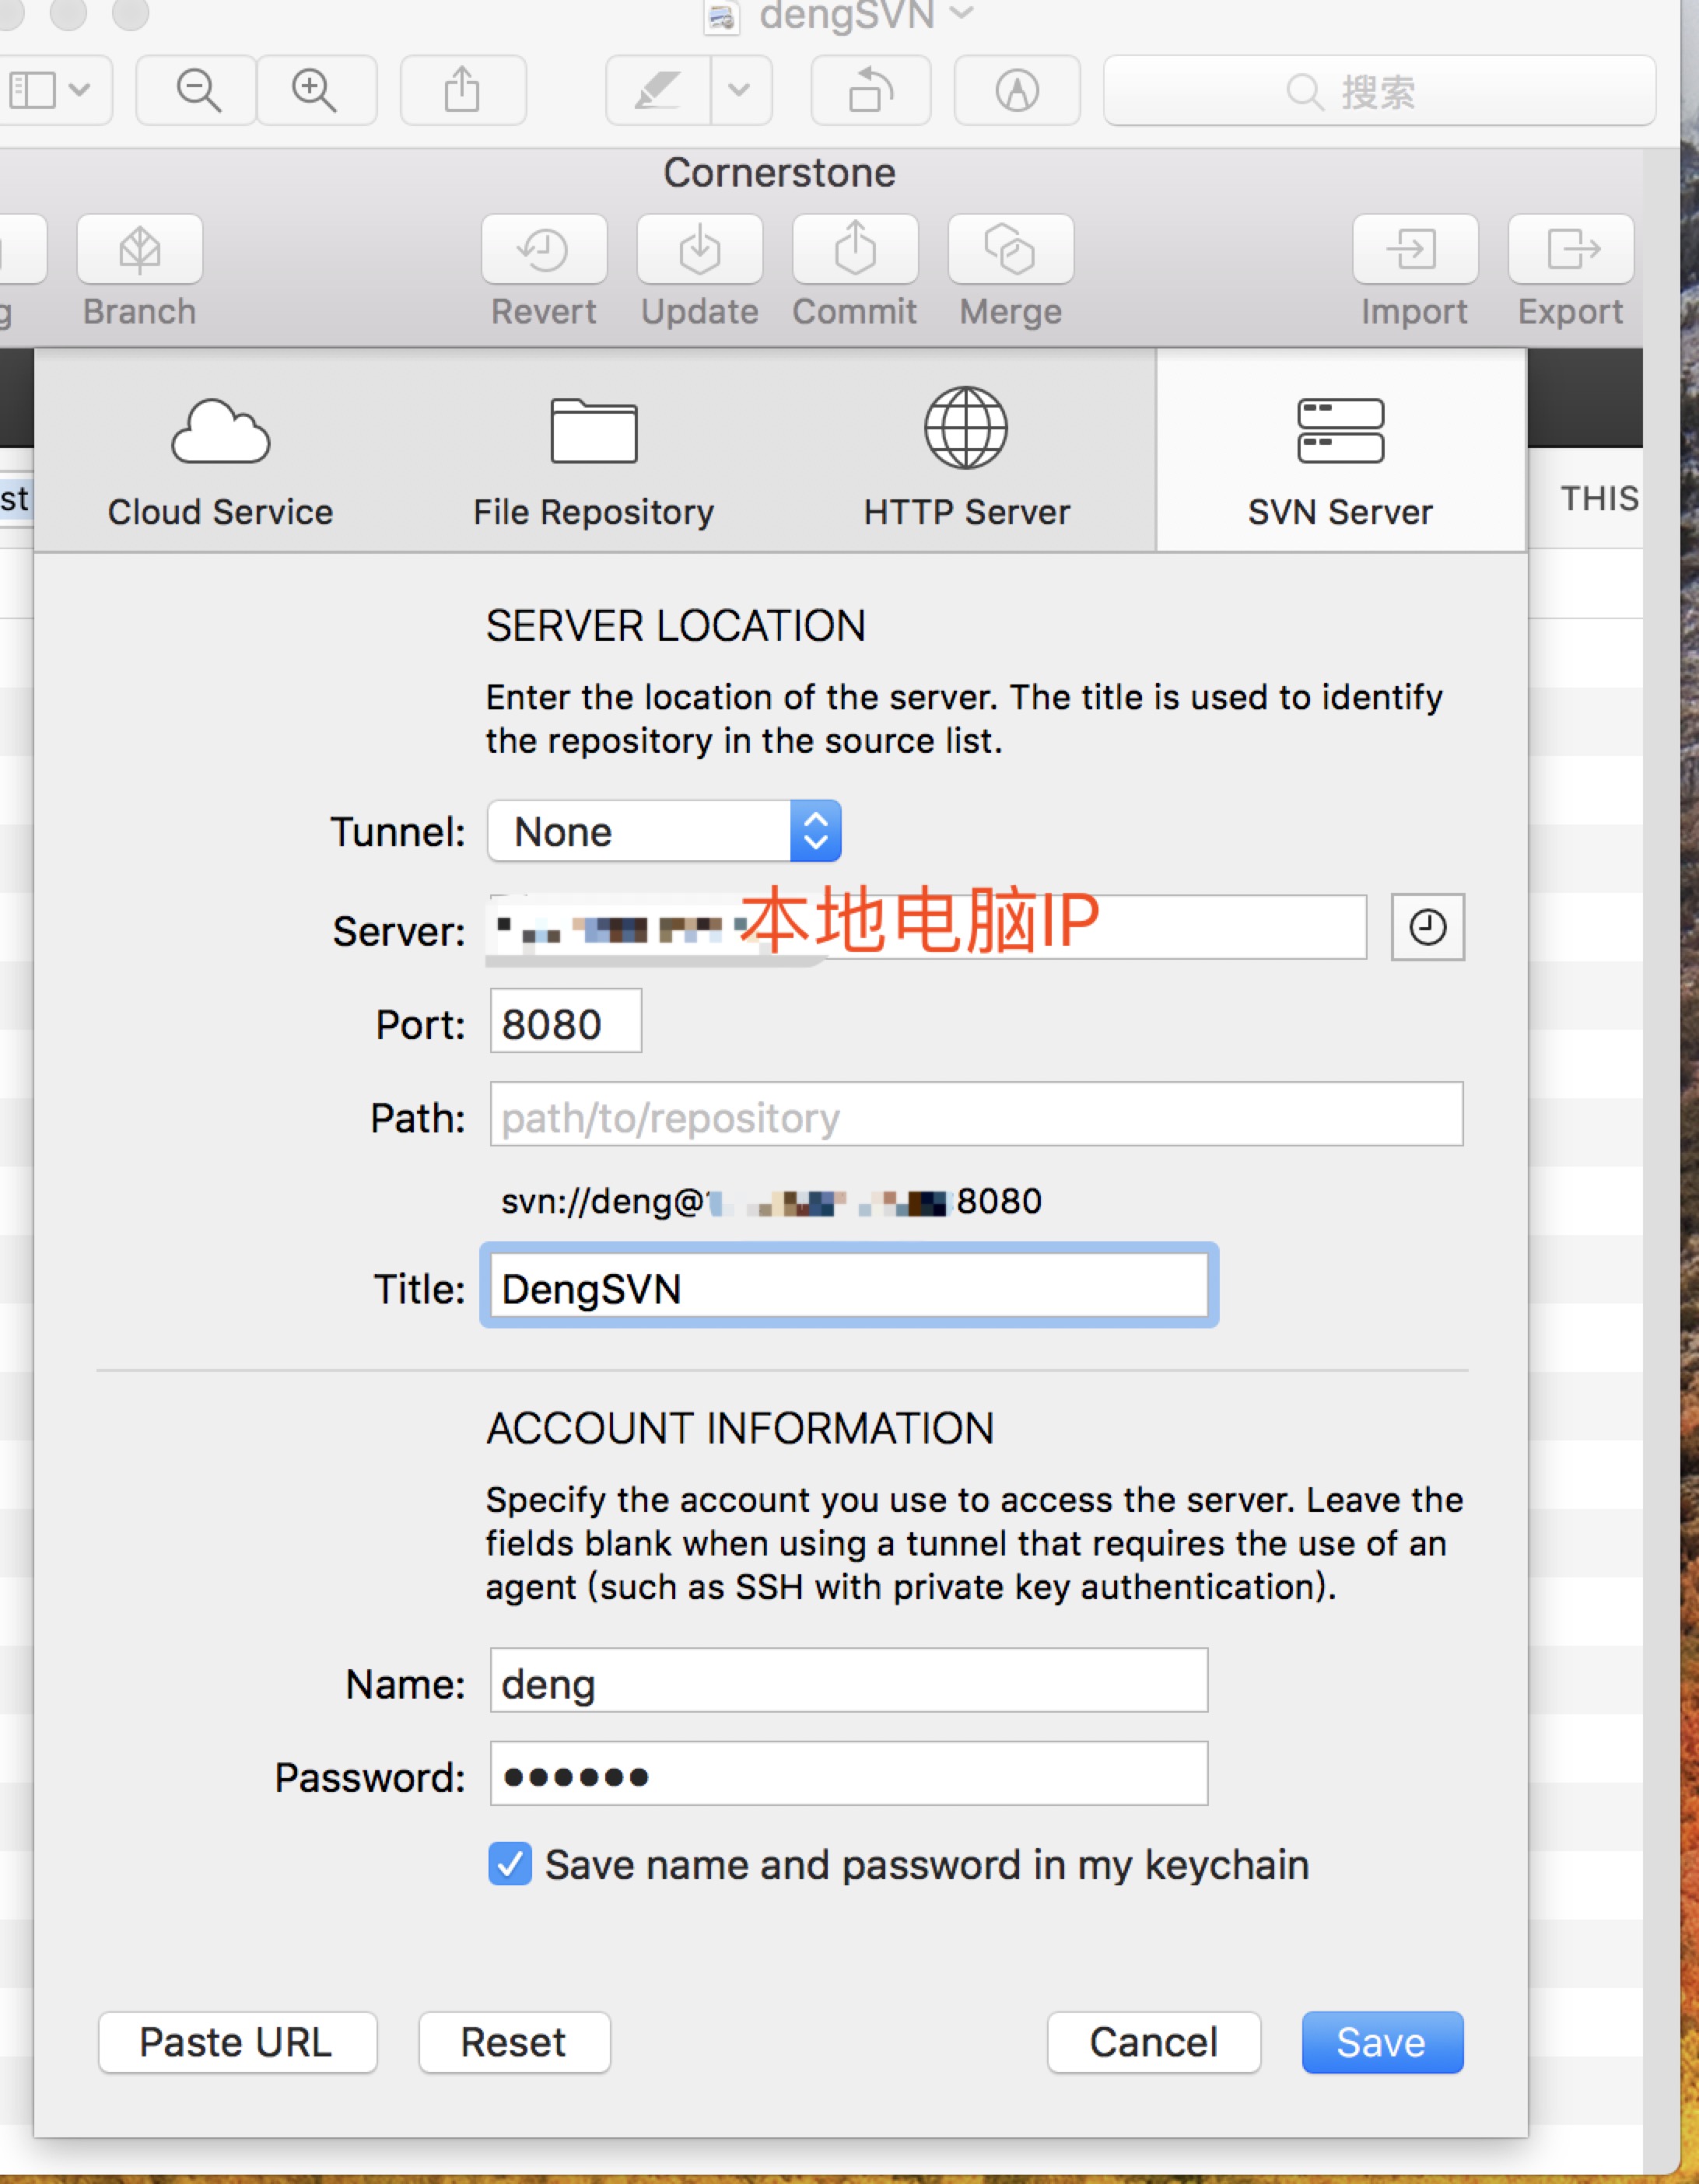 dengSVN
搜索
Cornerstone
Branch
Revert
Update
Commit
Merge
Import
Export
Cloud Service
File Repository
HTTP Server
SVN Server
st
THIS
SERVER LOCATION
Enter the location of the server. The title is used to identify
the repository in the source list.
Tunnel: None
Server: 本地电脑IP
Port: 8080
Path: path/to/repository
svn://deng@ 8080
Title: DengSVN
ACCOUNT INFORMATION
Specify the account you use to access the server. Leave the
fields blank when using a tunnel that requires the use of an
agent (such as SSH with private key authentication).
Name: deng
Password: ••••••
Save name and password in my keychain
Paste URL
Reset
Cancel
Save